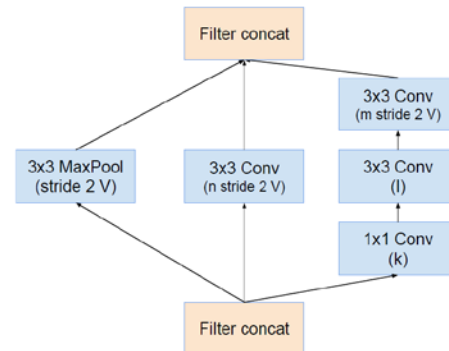 Filter concat
3x3 Conv
(m stride 2 V)
3x3 MaxPool
(stride 2 V)
3x3 Conv
(n stride 2 V)
3x3 Conv
(l)
1x1 Conv
(k)
Filter concat